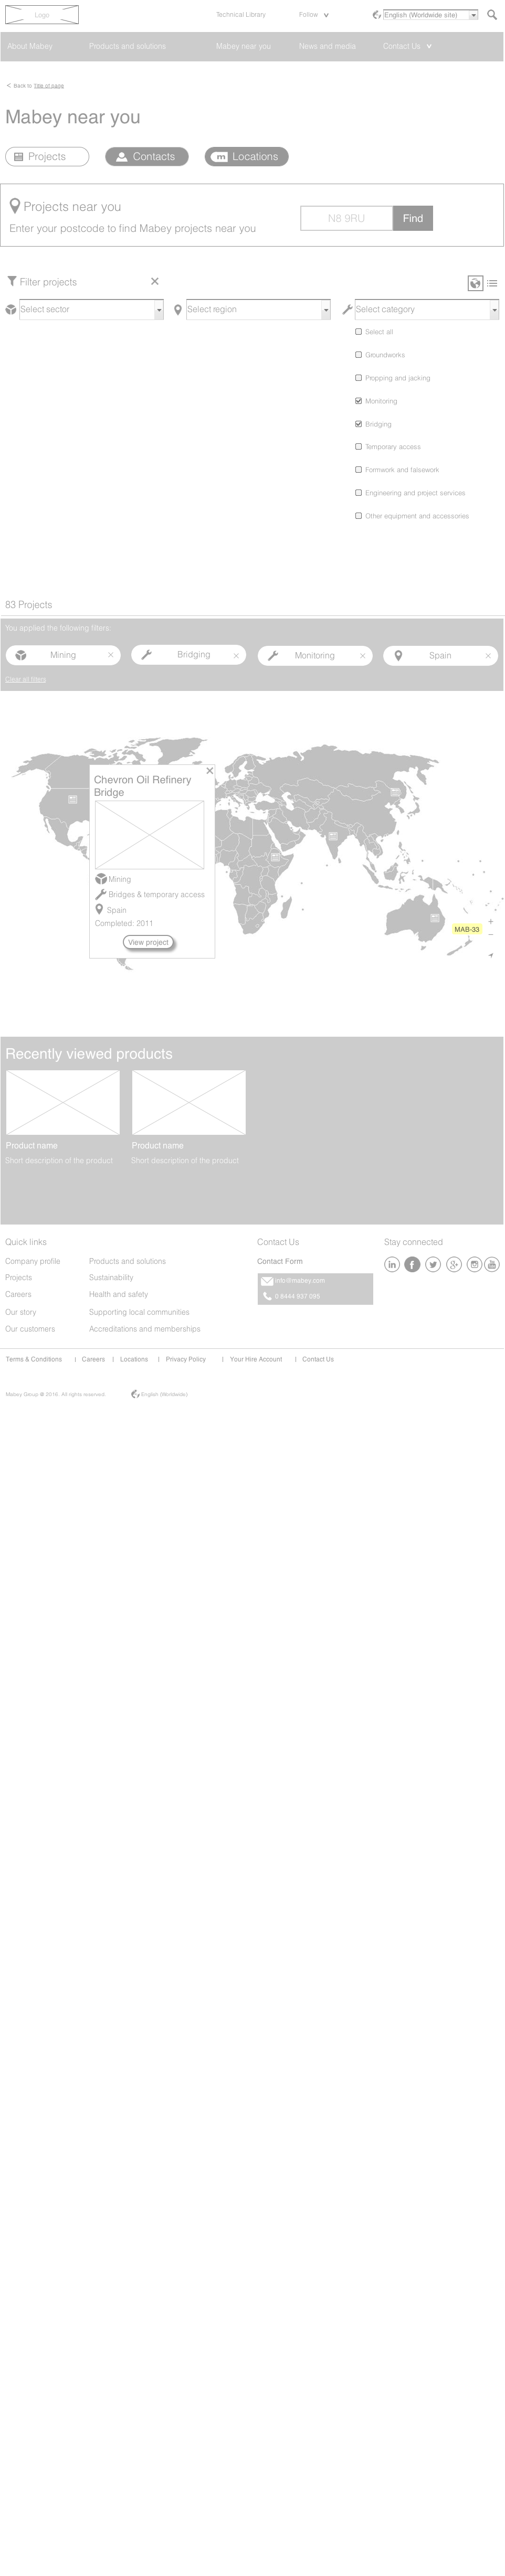 Logo
Technical Library
Follow
English (Worldwide site)
About Mabey
Products and solutions
Mabey near you
News and media
Contact Us
< Back to Title of page
Mabey near you
Projects
Contacts
m Locations
Projects near you
Enter your postcode to find Mabey projects near you
N8 9RU
Find
Filter projects
Select sector
Select region
Select category
Select all
Groundworks
Propping and jacking
Monitoring
Bridging
Temporary access
Formwork and falsework
Engineering and project services
Other equipment and accessories
83 Projects
You applied the following filters:
Mining
Bridging
Monitoring
Spain
Clear all filters
Chevron Oil Refinery
Bridge
Mining
Bridges & temporary access
Spain
Completed: 2011
View project
MAB-33
Recently viewed products
Product name
Short description of the product
Product name
Short description of the product
Quick links
Company profile
Projects
Careers
Our story
Our customers
Products and solutions
Sustainability
Health and safety
Supporting local communities
Accreditations and memberships
Contact Us
Contact Form
info@mabey.com
0 8444 937 095
Stay connected
Terms & Conditions | Careers | Locations | Privacy Policy | Your Hire Account | Contact Us
Mabey Group @ 2016. All rights reserved
English (Worldwide)